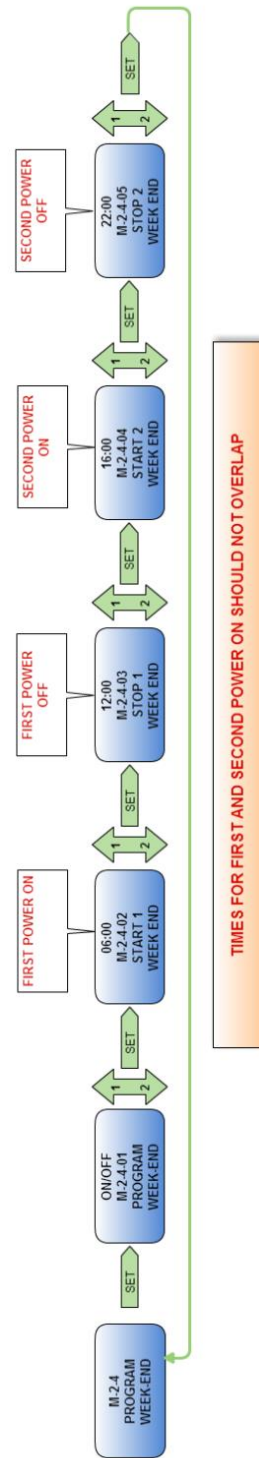 M-2-4
PROGRAM
WEEK-END
SET
ON/OFF
M-2-4-01
PROGRAM
WEEK-END
1
2
SET
FIRST POWER ON
06:00
M-2-4-02
START 1
WEEK END
1
2
SET
FIRST POWER
OFF
12:00
M-2-4-03
STOP 1
WEEK END
1
2
SET
SECOND POWER
ON
16:00
M-2-4-04
START 2
WEEK END
1
2
SET
SECOND POWER
OFF
22:00
M-2-4-05
STOP 2
WEEK END
1
2
SET
TIMES FOR FIRST AND SECOND POWER ON SHOULD NOT OVERLAP